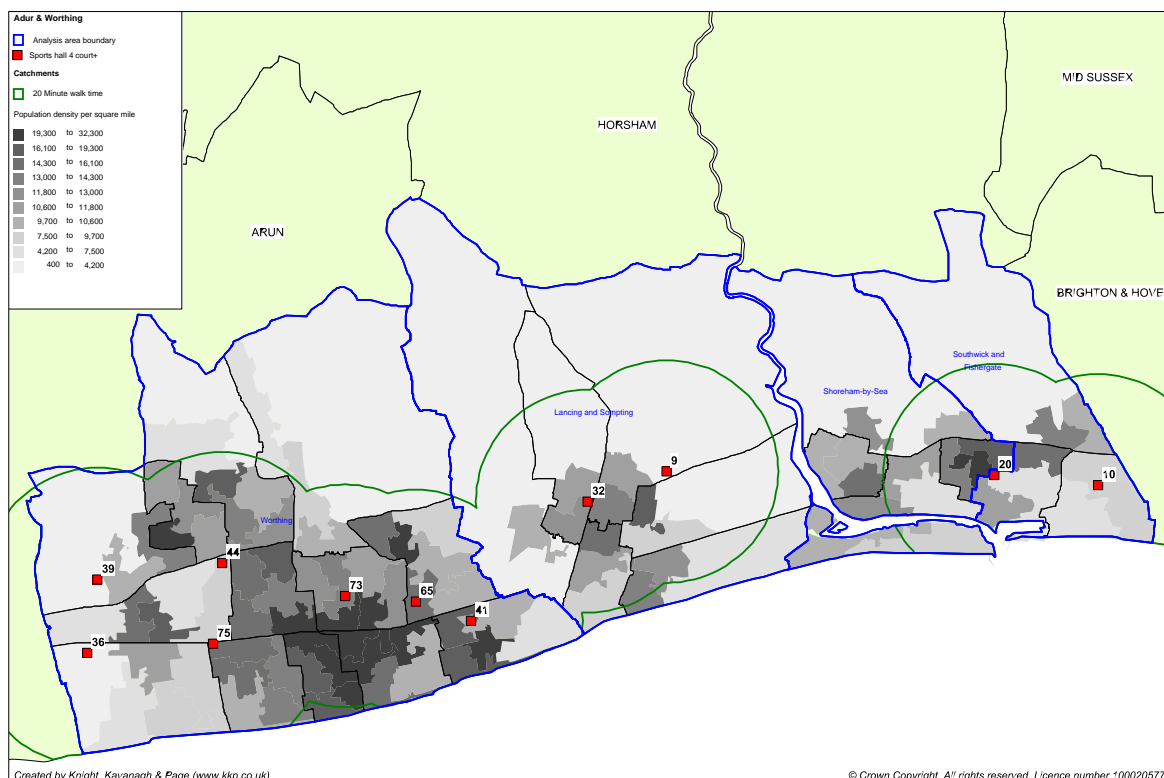 Adur & Worthing
Analysis area boundary
Sports hall 4 court+
Catchments
20 Minute walk time
Population density per square mile
19,300 to 32,300
16,100 to 19,300
14,300 to 16,100
13,000 to 14,300
11,800 to 13,000
10,600 to 11,800
9,700 to 10,600
7,500 to 9,700
4,200 to 7,500
400 to 4,200
MID SUSSEX
HORSHAM
ARUN
BRIGHTON & HOVE
Southwick and
Fishergate
Shoreham-by-Sea
Lancing and Sompting
Worthing
9
20
10
32
44
39
73
65
41
75
36
Created by Knight, Kavanagh & Page (www.kkp.co.uk)
© Crown Copyright. All rights reserved. Licence number 100020577